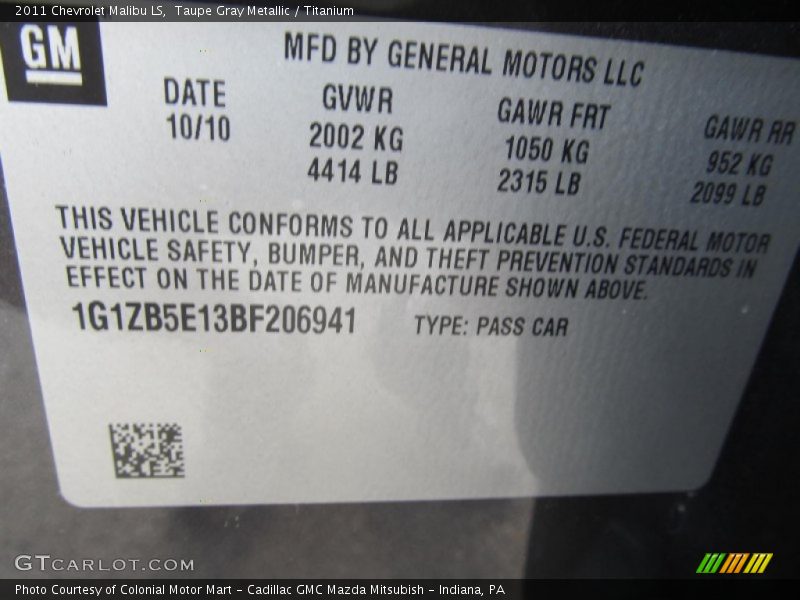 2011 Chevrolet Malibu LS, Taupe Gray Metallic / Titanium
GM
MFD BY GENERAL MOTORS LLC
DATE GVWR GAWR FRT GAWR RR
10/10 2002 KG 1050 KG 952 KG
4414 LB 2315 LB 2099 LB
THIS VEHICLE CONFORMS TO ALL APPLICABLE U.S. FEDERAL MOTOR
VEHICLE SAFETY, BUMPER, AND THEFT PREVENTION STANDARDS IN
EFFECT ON THE DATE OF MANUFACTURE SHOWN ABOVE.
1G1ZB5E13BF206941 TYPE: PASS CAR
GTCARLOT.COM
Photo Courtesy of Colonial Motor Mart - Cadillac GMC Mazda Mitsubish - Indiana, PA